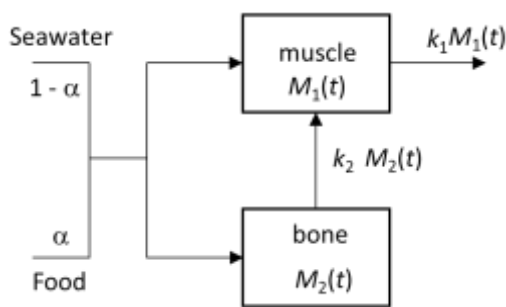 Seawater
1 - α
α
Food
muscle
M₁(t)
k₁M₁(t)
k₂ M₂(t)
bone
M₂(t)